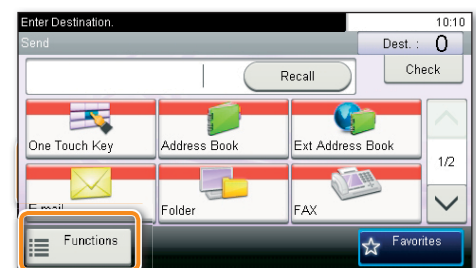 Enter Destination. 10:10
Send Dest. : 0
Recall Check
One Touch Key Address Book Ext Address Book
1/2
E-mail Folder FAX
Functions Favorites